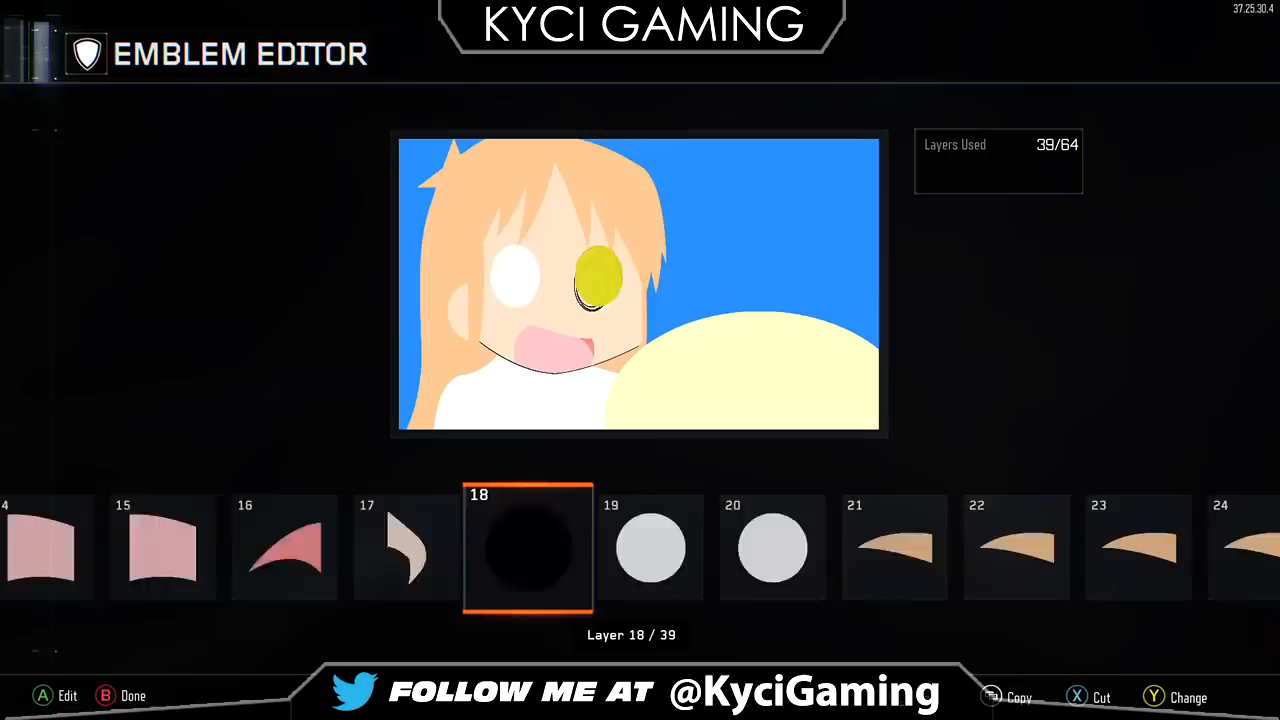 37.25.30.4
KYCI GAMING
EMBLEM EDITOR
Layers Used 39/64
4 15 16 17 18 19 20 21 22 23 24
Layer 18 / 39
A Edit B Done
FOLLOW ME AT @KyciGaming
Copy X Cut Y Change